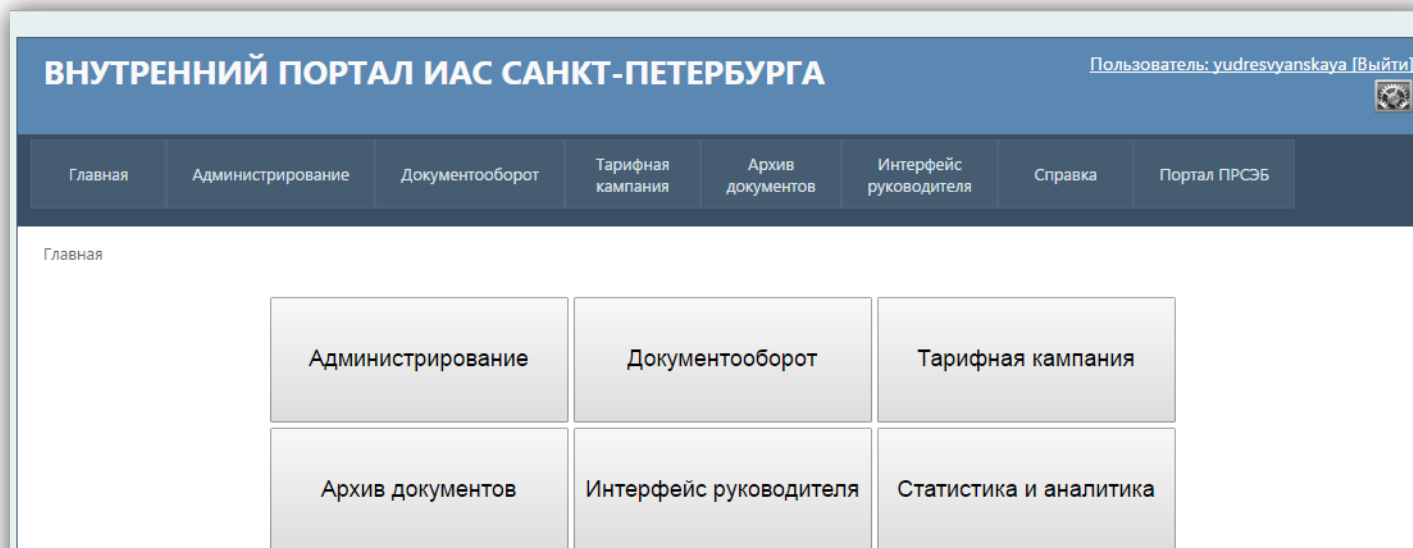 ВНУТРЕННИЙ ПОРТАЛ ИАС САНКТ-ПЕТЕРБУРГА
Пользователь: yudresvyanskaya [Выйти]
Главная
Администрирование
Документооборот
Тарифная
кампания
Архив
документов
Интерфейс
руководителя
Справка
Портал ПРСЭБ
Главная
Администрирование
Документооборот
Тарифная кампания
Архив документов
Интерфейс руководителя
Статистика и аналитика